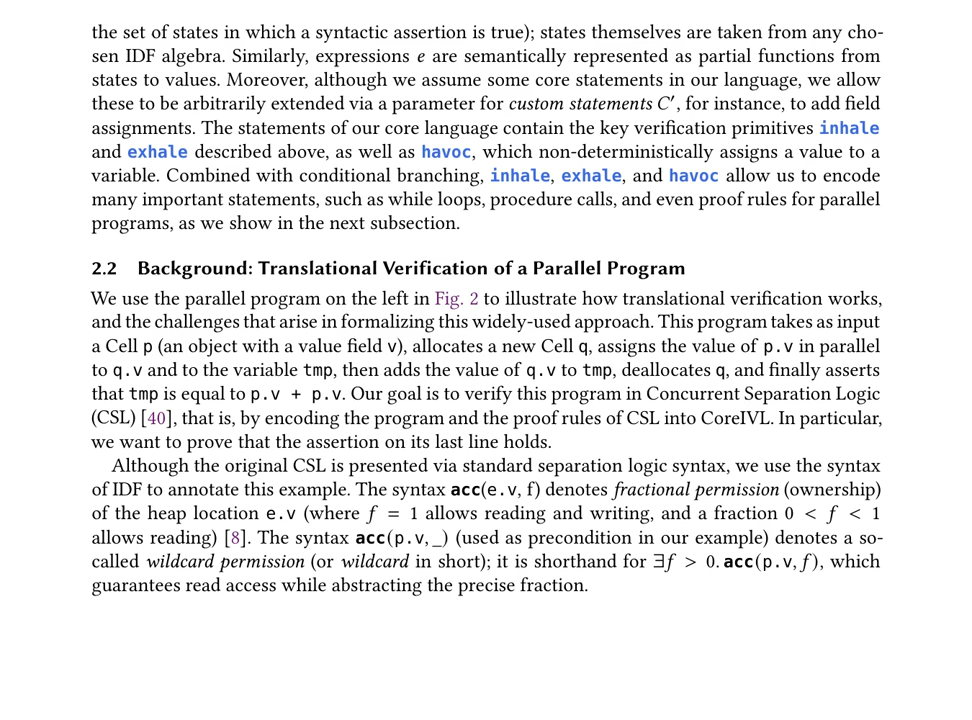 the set of states in which a syntactic assertion is true); states themselves are taken from any cho-
sen IDF algebra. Similarly, expressions e are semantically represented as partial functions from
states to values. Moreover, although we assume some core statements in our language, we allow
these to be arbitrarily extended via a parameter for custom statements C′, for instance, to add field
assignments. The statements of our core language contain the key verification primitives inhale
and exhale described above, as well as havoc, which non-deterministically assigns a value to a
variable. Combined with conditional branching, inhale, exhale, and havoc allow us to encode
many important statements, such as while loops, procedure calls, and even proof rules for parallel
programs, as we show in the next subsection.
2.2 Background: Translational Verification of a Parallel Program
We use the parallel program on the left in Fig. 2 to illustrate how translational verification works,
and the challenges that arise in formalizing this widely-used approach. This program takes as input
a Cell p (an object with a value field v), allocates a new Cell q, assigns the value of p.v in parallel
to q.v and to the variable tmp, then adds the value of q.v to tmp, deallocates q, and finally asserts
that tmp is equal to p.v + p.v. Our goal is to verify this program in Concurrent Separation Logic
(CSL) [40], that is, by encoding the program and the proof rules of CSL into CoreIVL. In particular,
we want to prove that the assertion on its last line holds.
Although the original CSL is presented via standard separation logic syntax, we use the syntax
of IDF to annotate this example. The syntax acc(e.v, f) denotes fractional permission (ownership)
of the heap location e.v (where f = 1 allows reading and writing, and a fraction 0 < f < 1
allows reading) [8]. The syntax acc(p.v, _) (used as precondition in our example) denotes a so-
called wildcard permission (or wildcard in short); it is shorthand for ∃f > 0. acc(p.v, f), which
guarantees read access while abstracting the precise fraction.